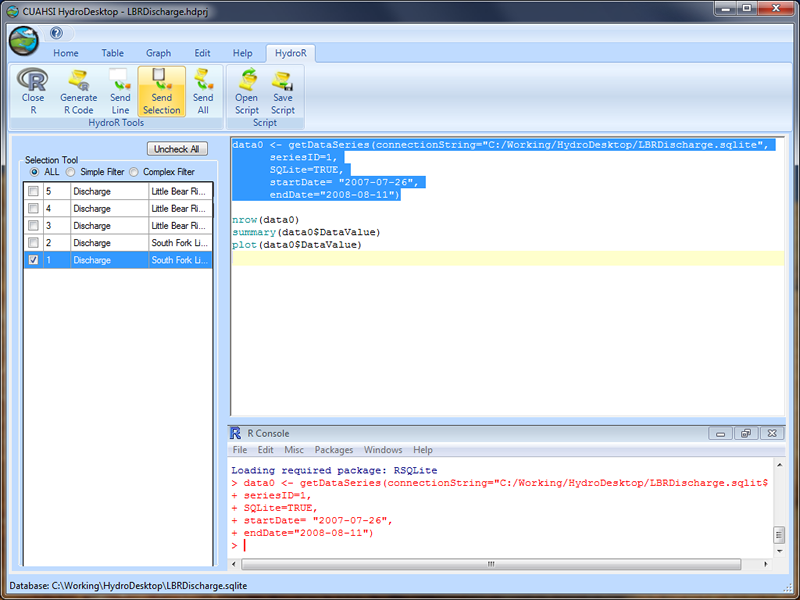 CUAHSI HydroDesktop - LBRDischarge.hdprj
Home Table Graph Edit Help HydroR
Close R
Generate R Code
Send Line
Send Selection
Send All
Open Script
Save Script
HydroR Tools
Script
Uncheck All
Selection Tool
ALL Simple Filter Complex Filter
5 Discharge Little Bear Ri...
4 Discharge Little Bear Ri...
3 Discharge Little Bear Ri...
2 Discharge South Fork Li...
1 Discharge South Fork Li...
data0 <- getDataSeries(connectionString="C:/Working/HydroDesktop/LBRDischarge.sqlite",
seriesID=1,
SQLite=TRUE,
startDate= "2007-07-26",
endDate="2008-08-11")
nrow(data0)
summary(data0$DataValue)
plot(data0$DataValue)
R Console
File Edit Misc Packages Windows Help
Loading required package: RSQLite
> data0 <- getDataSeries(connectionString="C:/Working/HydroDesktop/LBRDischarge.sqlit$
+ seriesID=1,
+ SQLite=TRUE,
+ startDate= "2007-07-26",
+ endDate="2008-08-11")
>
Database: C:\Working\HydroDesktop\LBRDischarge.sqlite